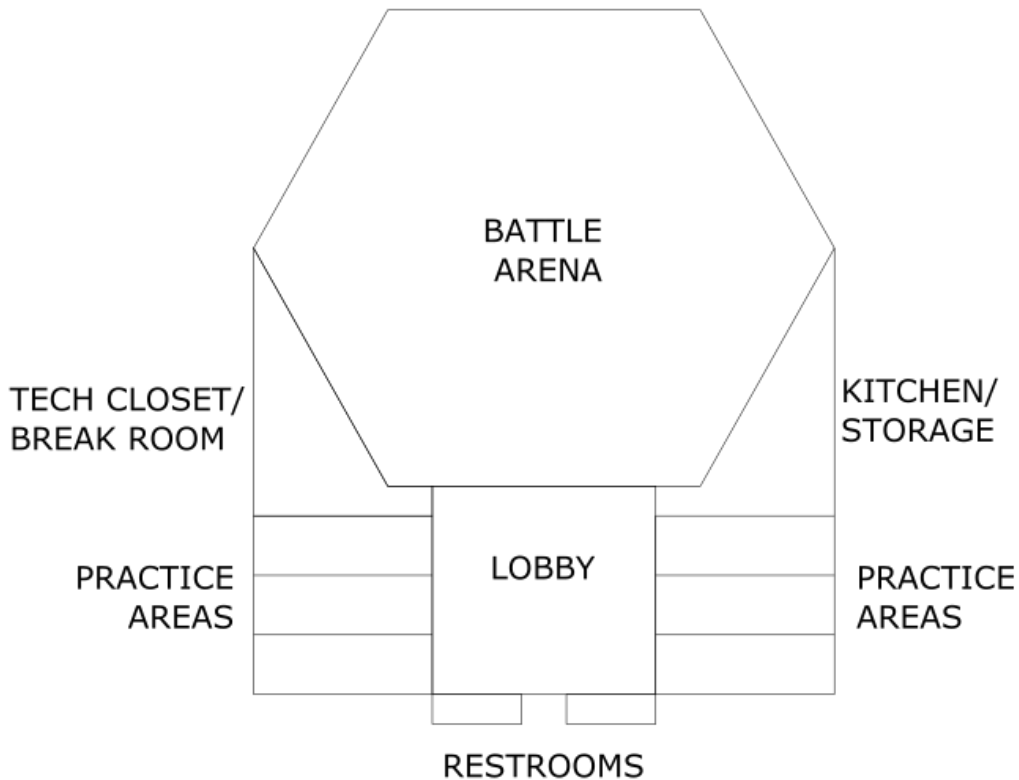 BATTLE
ARENA
TECH CLOSET/
BREAK ROOM
KITCHEN/
STORAGE
PRACTICE
AREAS
LOBBY
PRACTICE
AREAS
RESTROOMS